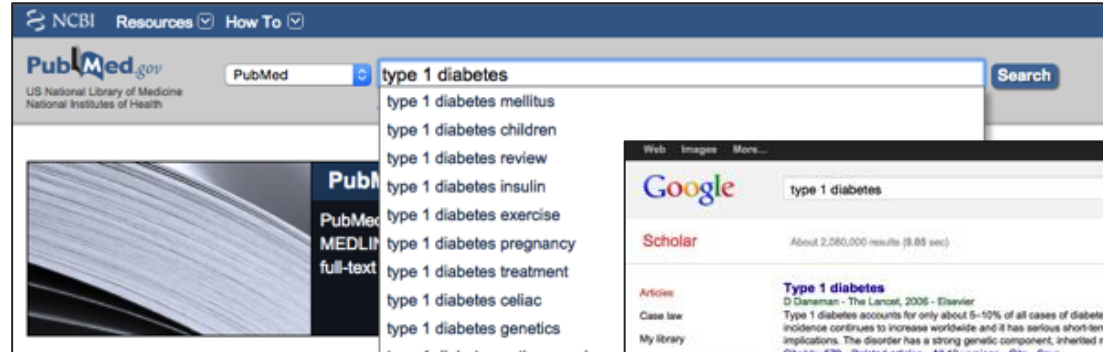 NCBI Resources How To
PubMed.gov
US National Library of Medicine
National Institutes of Health
PubMed
type 1 diabetes
Search
type 1 diabetes mellitus
type 1 diabetes children
type 1 diabetes review
type 1 diabetes insulin
type 1 diabetes exercise
type 1 diabetes pregnancy
type 1 diabetes treatment
type 1 diabetes celiac
type 1 diabetes genetics
PubMed
MEDLIN
full-text
Web Images More...
Google
type 1 diabetes
Scholar
About 2,080,000 results (0.05 sec)
Articles
Case law
My library
Type 1 diabetes
D Daneman - The Lancet, 2006 - Elsevier
Type 1 diabetes accounts for only about 5–10% of all cases of diabete
incidence continues to increase worldwide and it has serious short-ten
implications. The disorder has a strong genetic component, inherited